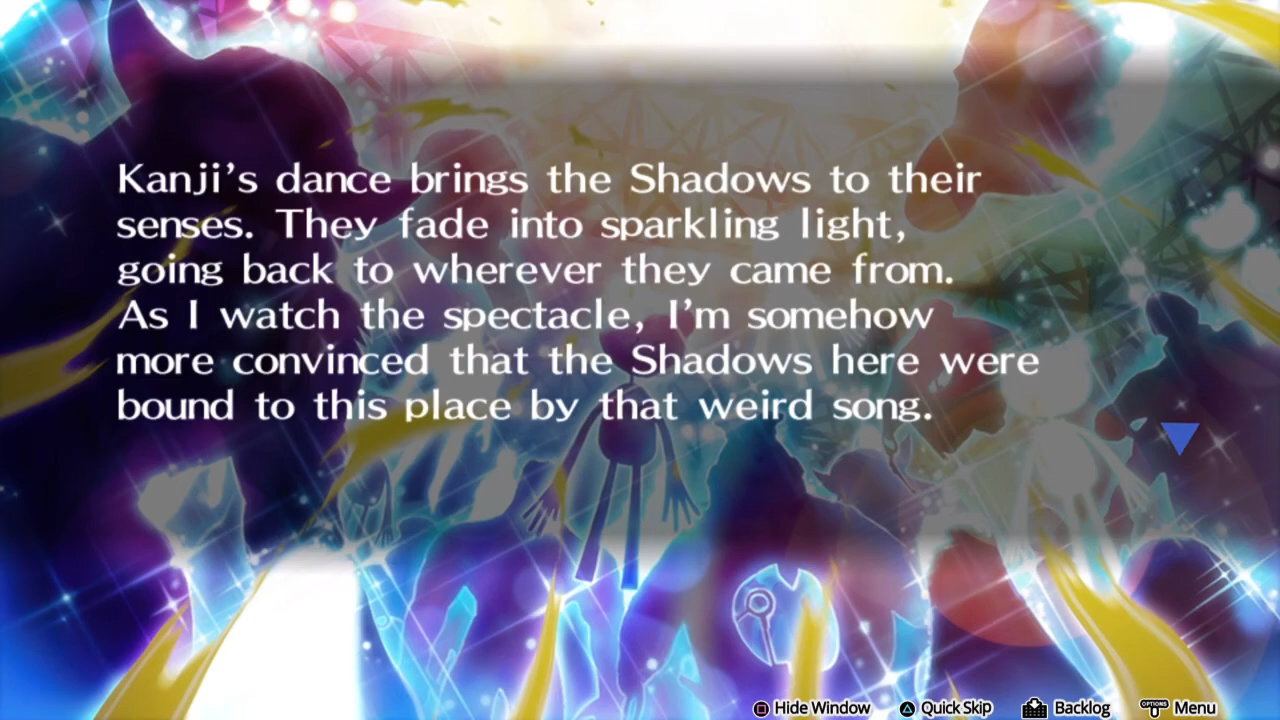 Kanji's dance brings the Shadows to their
senses. They fade into sparkling light,
going back to wherever they came from.
As I watch the spectacle, I'm somehow
more convinced that the Shadows here were
bound to this place by that weird song.
Hide Window Quick Skip Backlog OPTIONS Menu